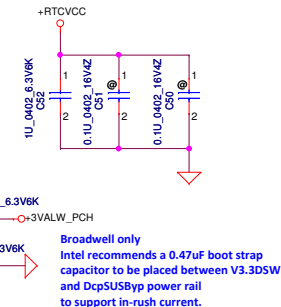 +RTCVCC
1U_0402_6.3V6K
C52
1
2
0.1U_0402_16V4Z
C51
@
1
2
0.1U_0402_16V4Z
C50
@
1
2
_6.3V6K
+3VALW_PCH
3V6K
Broadwell only
Intel recommends a 0.47uF boot strap
capacitor to be placed between V3.3DSW
and DcpSUSByp power rail
to support in-rush current.